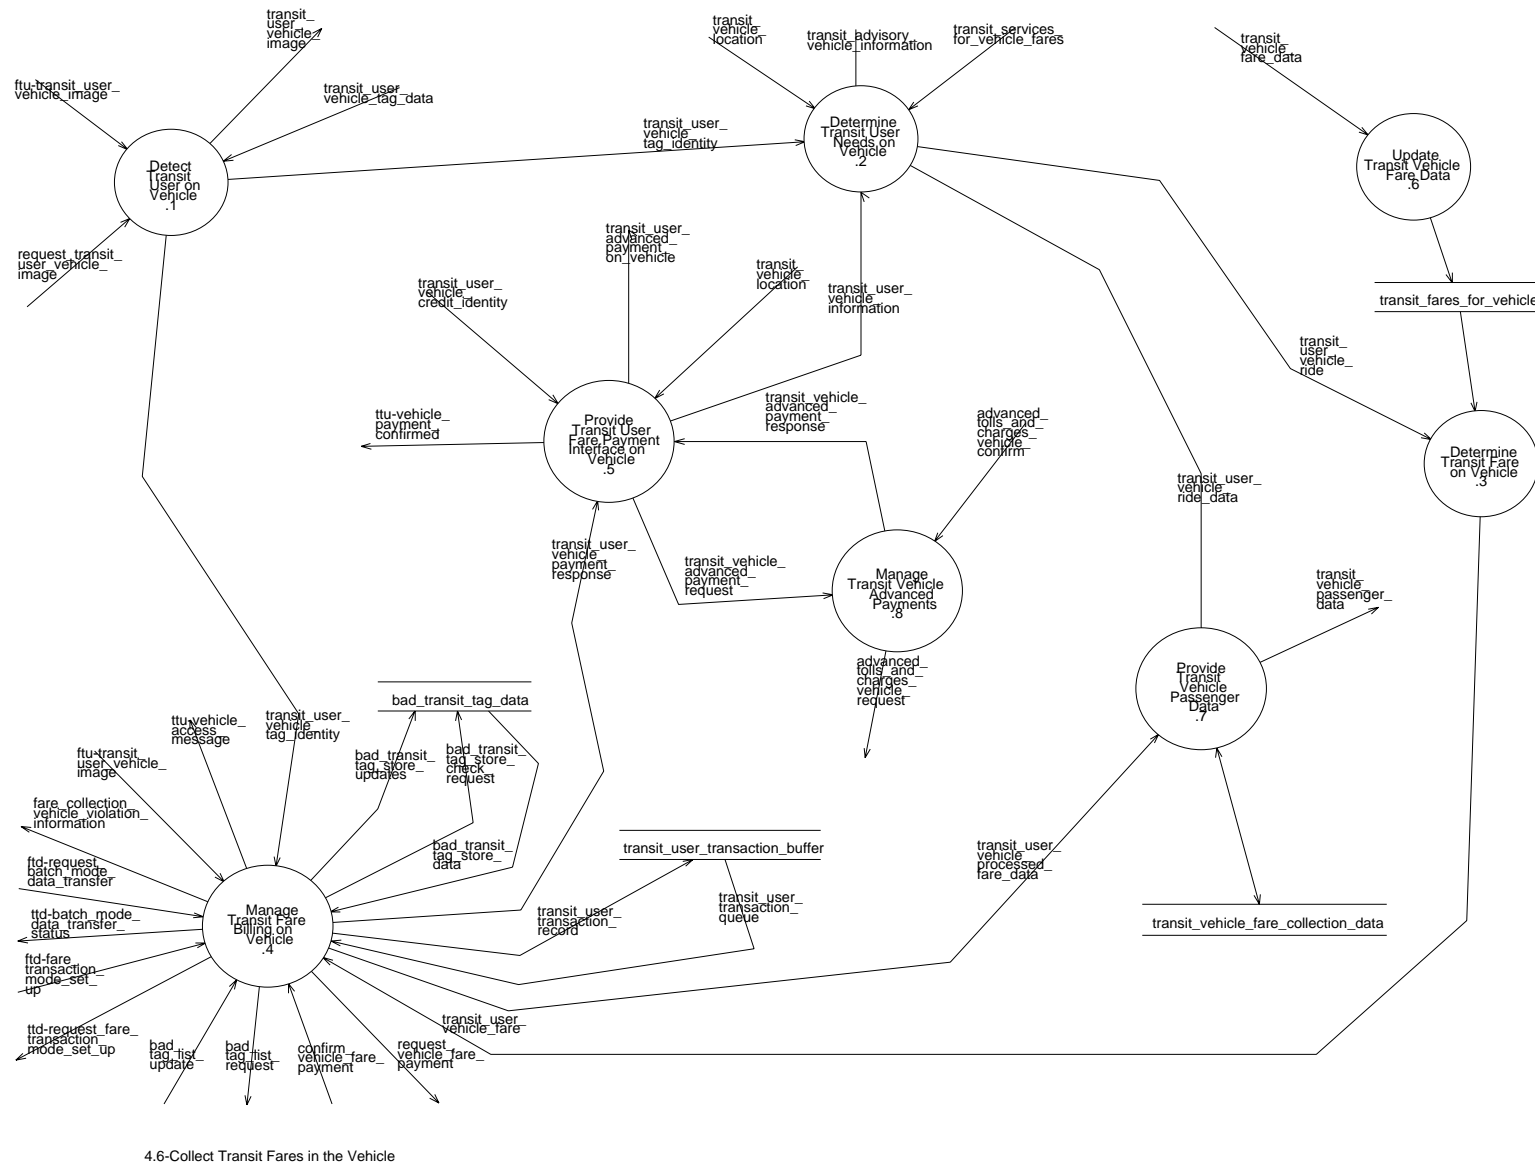 transit_
user_
vehicle_
image
transit_
vehicle_
location
transit_advisory_
vehicle_information
transit_services_
for_vehicle_fares
transit_
vehicle_
fare_data
ftu-transit_user_
vehicle_image
transit_user_
vehicle_tag_data
transit_user_
vehicle_
tag_identity
Determine
Transit User
Needs on
Vehicle
.2
Update
Transit Vehicle
Fare Data
.6
Detect
Transit
User on
Vehicle
.1
request_transit_
user_vehicle_
image
transit_user_
advanced_
payment_
on_vehicle
transit_user_
vehicle_
credit_identity
transit_
vehicle_
location
transit_user_
vehicle_
information
transit_fares_for_vehicle
transit_
user_
vehicle_
ride
ttu-vehicle_
payment_
confirmed
Provide
Transit User
Fare Payment
Interface on
Vehicle
.5
transit_vehicle_
advanced_
payment_
response
advanced_
tolls_and_
charges_
vehicle_
confirm
Determine
Transit Fare
on Vehicle
.3
transit_user_
vehicle_
ride_data
transit_user_
vehicle_
payment_
response
transit_vehicle_
advanced_
payment_
request
Manage
Transit Vehicle
Advanced
Payments
.8
transit_
vehicle_
passenger_
data
advanced_
tolls_and_
charges_
vehicle_
request
Provide
Transit
Vehicle
Passenger
Data
.7
bad_transit_tag_data
ttu-vehicle_
access_
message
transit_user_
vehicle_
tag_identity
ftu-transit_
user_vehicle_
image
bad_transit_
tag_store_
updates
bad_transit_
tag_store_
check_
request
fare_collection_
vehicle_violation_
information
bad_transit_
tag_store_
data
transit_user_transaction_buffer
transit_user_
vehicle_
processed_
fare_data
ftd-request_
batch_mode_
data_transfer
ttd-batch_mode_
data_transfer_
status
Manage
Transit Fare
Billing on
Vehicle
.4
transit_user_
transaction_
record
transit_user_
transaction_
queue
transit_vehicle_fare_collection_data
ftd-fare_
transaction_
mode_set_
up
ttd-request_fare_
transaction_
mode_set_up
bad_
tag_list_
update
bad_
tag_list_
request
confirm_
vehicle_fare_
payment
request_
vehicle_fare_
payment
transit_user_
vehicle_fare
4.6-Collect Transit Fares in the Vehicle